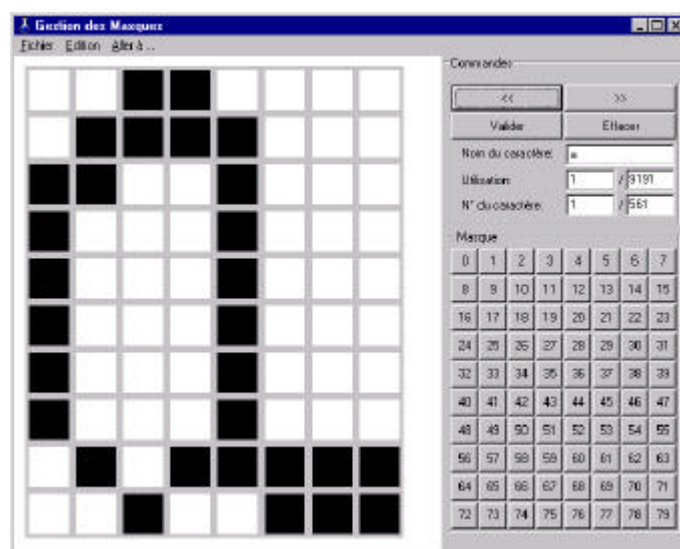 Gestion des Masques
Fichier Edition Aller à ...
Commandes
<< >>
Valider Effacer
Nom du caractère: a
Utilisation: 1 / 9191
N° du caractère: 1 / 561
Masque
0 1 2 3 4 5 6 7
8 9 10 11 12 13 14 15
16 17 18 19 20 21 22 23
24 25 26 27 28 29 30 31
32 33 34 35 36 37 38 39
40 41 42 43 44 45 46 47
48 49 50 51 52 53 54 55
56 57 58 59 60 61 62 63
64 65 66 67 68 69 70 71
72 73 74 75 76 77 78 79